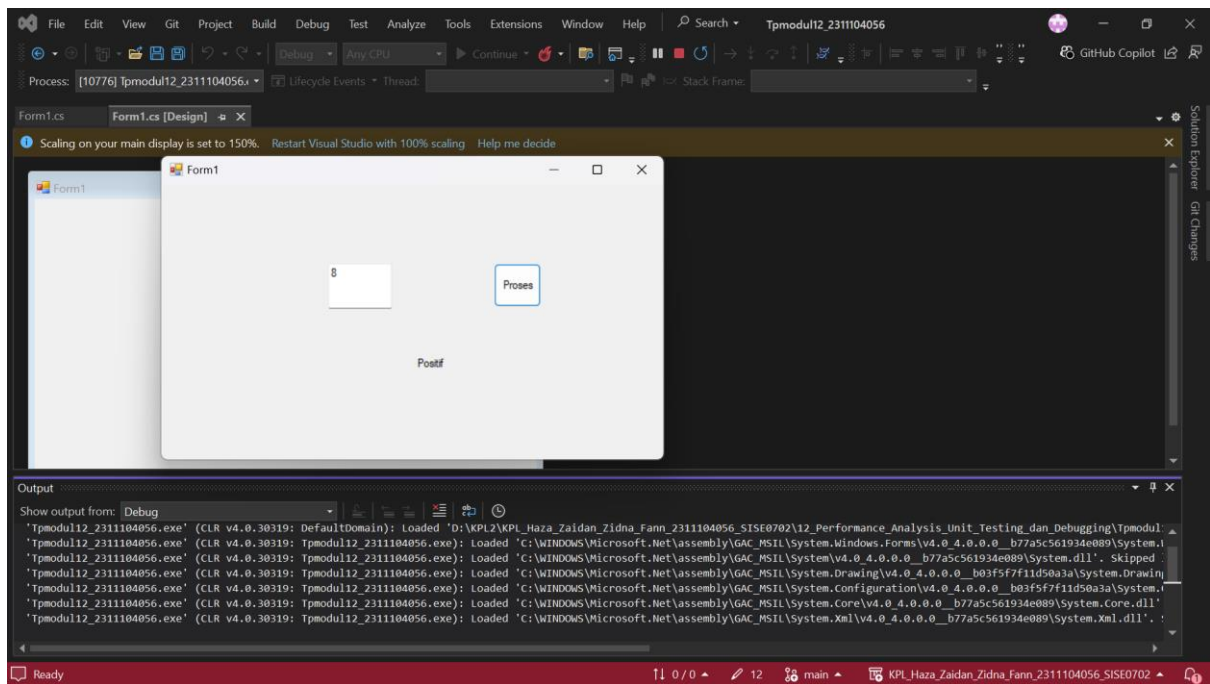 File Edit View Git Project Build Debug Test Analyze Tools Extensions Window Help Search Tpmodul12_2311104056
Debug Any CPU Continue GitHub Copilot
Process: [10776] Tpmodul12_2311104056.e Lifecycle Events Thread: Stack Frame:
Form1.cs Form1.cs [Design]
Scaling on your main display is set to 150%. Restart Visual Studio with 100% scaling Help me decide
Solution Explorer
Git Changes
Form1
Form1
8
Proses
Positif
Output
Show output from: Debug
'Tpmodul12_2311104056.exe' (CLR v4.0.30319: DefaultDomain): Loaded 'D:\KPL2\KPL_Haza_Zaidan_Zidna_Fann_2311104056_SISE0702\12_Performance_Analysis_Unit_Testing_dan_Debugging\Tpmodul
'Tpmodul12_2311104056.exe' (CLR v4.0.30319: Tpmodul12_2311104056.exe): Loaded 'C:\WINDOWS\Microsoft.Net\assembly\GAC_MSIL\System.Windows.Forms\v4.0_4.0.0.0__b77a5c561934e089\System.
'Tpmodul12_2311104056.exe' (CLR v4.0.30319: Tpmodul12_2311104056.exe): Loaded 'C:\WINDOWS\Microsoft.Net\assembly\GAC_MSIL\System\v4.0_4.0.0.0__b77a5c561934e089\System.dll'. Skipped
'Tpmodul12_2311104056.exe' (CLR v4.0.30319: Tpmodul12_2311104056.exe): Loaded 'C:\WINDOWS\Microsoft.Net\assembly\GAC_MSIL\System.Drawing\v4.0_4.0.0.0__b03f5f7f11d50a3a\System.Drawin
'Tpmodul12_2311104056.exe' (CLR v4.0.30319: Tpmodul12_2311104056.exe): Loaded 'C:\WINDOWS\Microsoft.Net\assembly\GAC_MSIL\System.Configuration\v4.0_4.0.0.0__b03f5f7f11d50a3a\System.
'Tpmodul12_2311104056.exe' (CLR v4.0.30319: Tpmodul12_2311104056.exe): Loaded 'C:\WINDOWS\Microsoft.Net\assembly\GAC_MSIL\System.Core\v4.0_4.0.0.0__b77a5c561934e089\System.Core.dll'
'Tpmodul12_2311104056.exe' (CLR v4.0.30319: Tpmodul12_2311104056.exe): Loaded 'C:\WINDOWS\Microsoft.Net\assembly\GAC_MSIL\System.Xml\v4.0_4.0.0.0__b77a5c561934e089\System.Xml.dll'.
Ready 0 / 0 12 main KPL_Haza_Zaidan_Zidna_Fann_2311104056_SISE0702